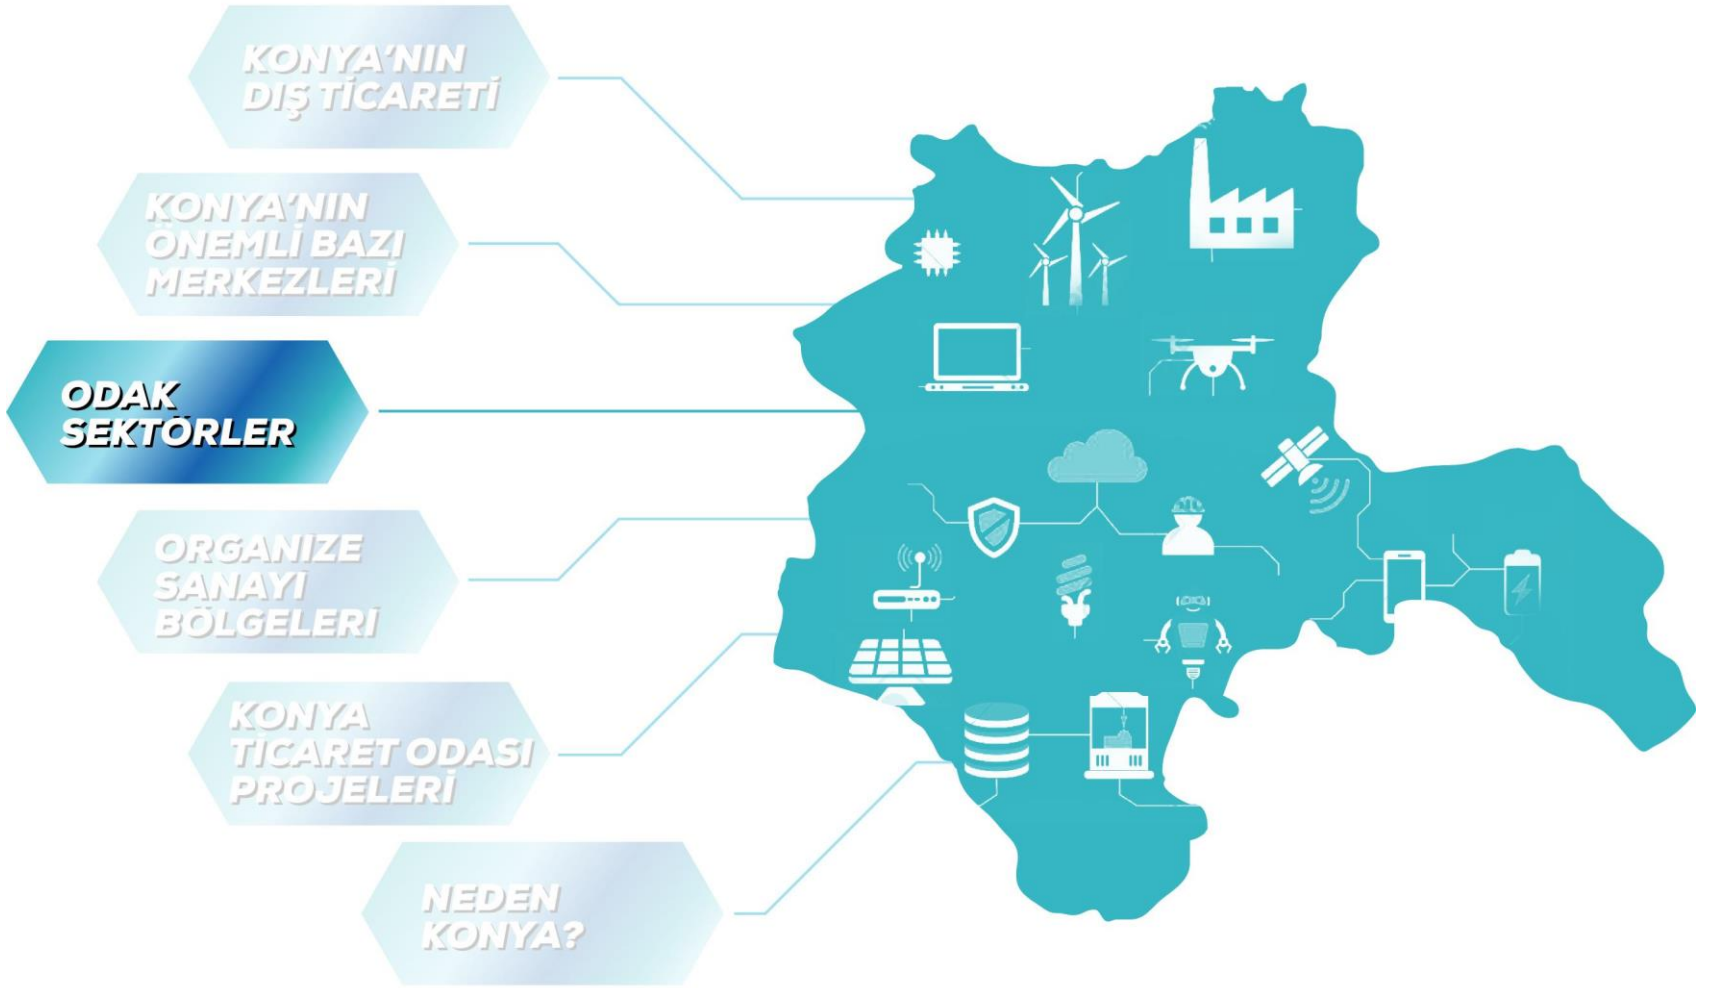 KONYA'NIN
DIŞ TİCARETİ
KONYA'NIN
ÖNEMLİ BAZI
MERKEZLERİ
ODAK
SEKTÖRLER
ORGANIZE
SANAYI
BÖLGELERİ
KONYA
TİCARET ODASI
PROJELERİ
NEDEN
KONYA?